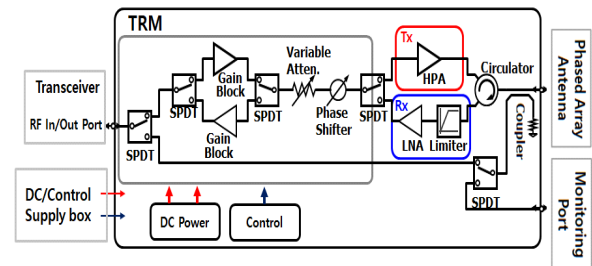 TRM
Transceiver
RF In/Out Port
DC/Control
Supply box
SPDT
SPDT
Gain
Block
Gain
Block
SPDT
Variable
Atten.
Phase
Shifter
SPDT
Tx
HPA
Rx
LNA
Limiter
Circulator
Coupler
SPDT
DC Power
Control
Phased Array
Antenna
Monitoring
Port